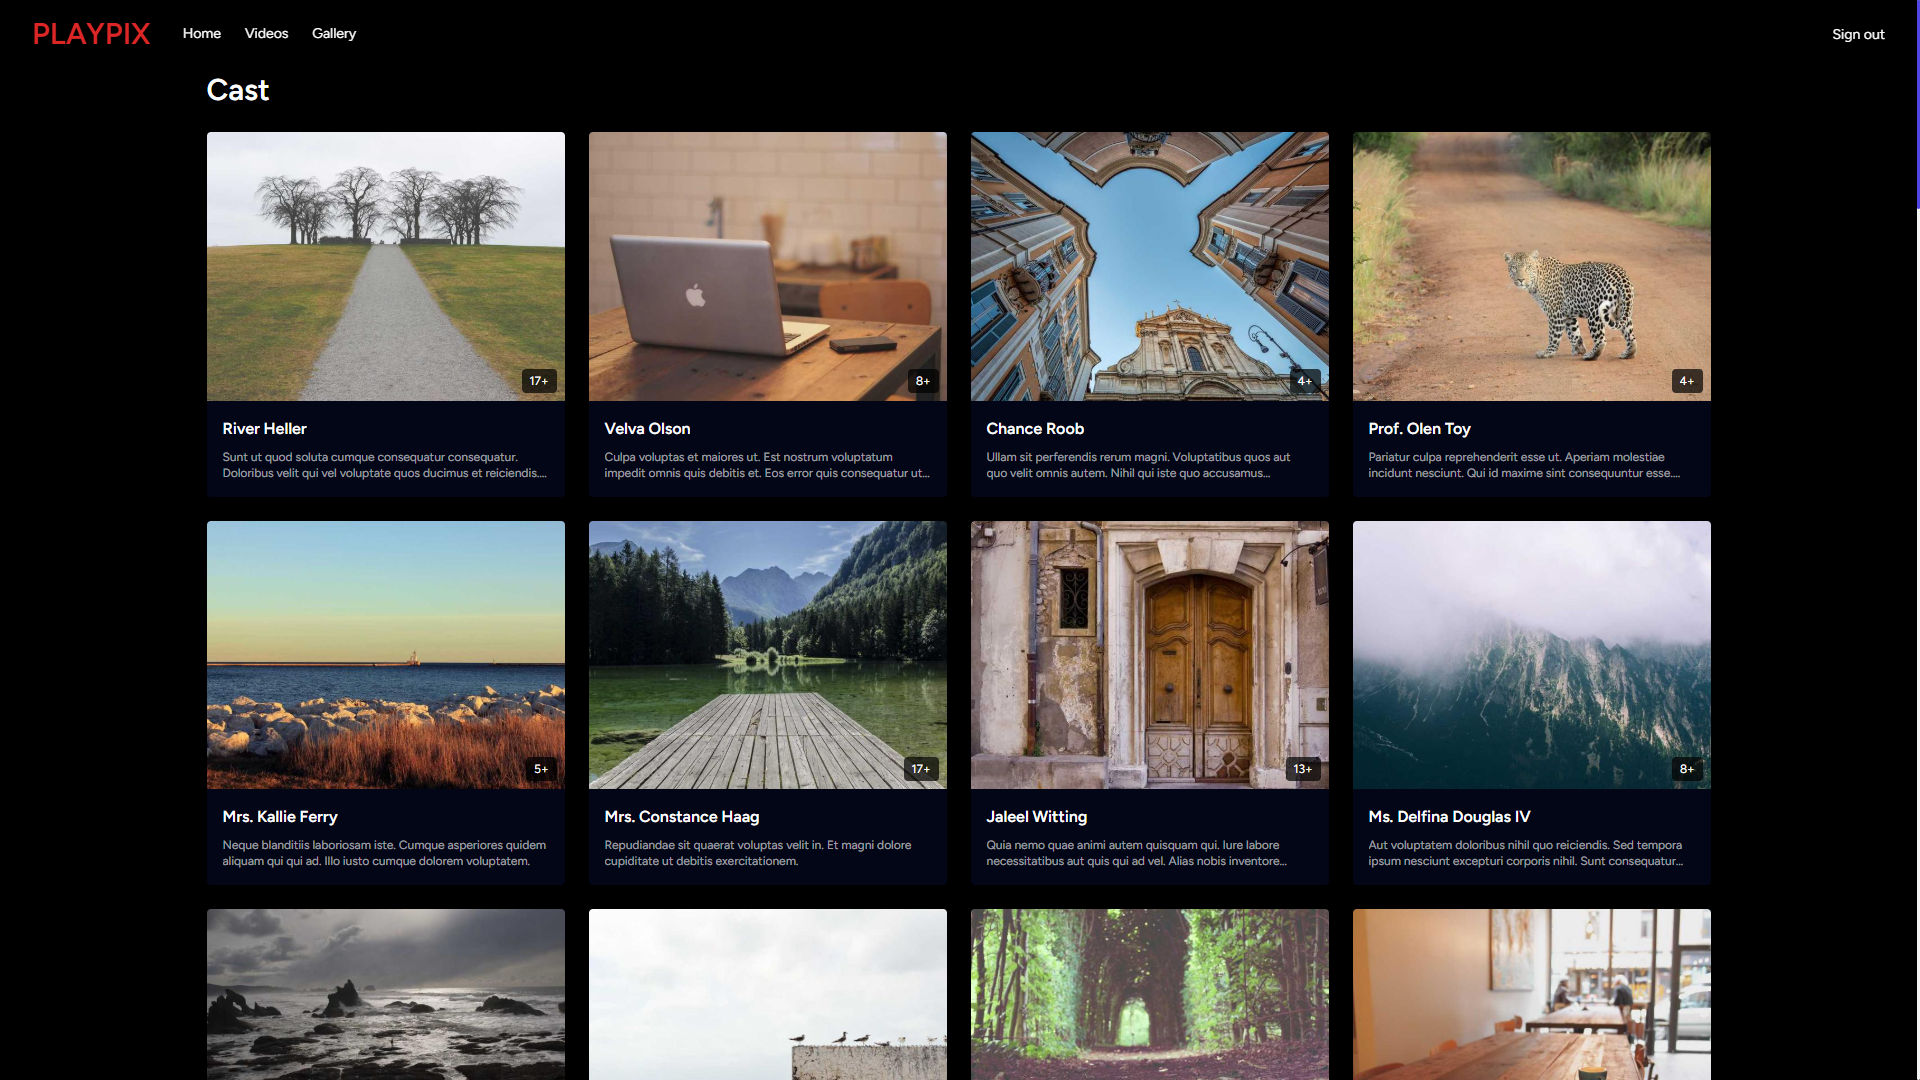 PLAYPIX
Home
Videos
Gallery
Sign out
Cast
17+
8+
4+
4+
River Heller
Sunt ut quod soluta cumque consequatur consequatur.
Doloribus velit qui vel voluptate quos ducimus et reiciendis....
Velva Olson
Culpa voluptas et maiores ut. Est nostrum voluptatum
impedit omnis quis debitis et. Eos error quis consequatur ut...
Chance Roob
Ullam sit perferendis rerum magni. Voluptatibus quos aut
quo velit omnis autem. Nihil qui iste quo accusamus...
Prof. Olen Toy
Pariatur culpa reprehenderit esse ut. Aperiam molestiae
incidunt nesciunt. Qui id maxime sint consequuntur esse....
5+
17+
13+
8+
Mrs. Kallie Ferry
Neque blanditiis laboriosam iste. Cumque asperiores quidem
aliquam qui qui ad. Illo iusto cumque dolorem voluptatem.
Mrs. Constance Haag
Repudiandae sit quaerat voluptas velit in. Et magni dolore
cupiditate ut debitis exercitationem.
Jaleel Witting
Quia nemo quae animi autem quisquam qui. Iure labore
necessitatibus aut quis qui ad vel. Alias nobis inventore...
Ms. Delfina Douglas IV
Aut voluptatem doloribus nihil quo reiciendis. Sed tempora
ipsum nesciunt excepturi corporis nihil. Sunt consequatur...